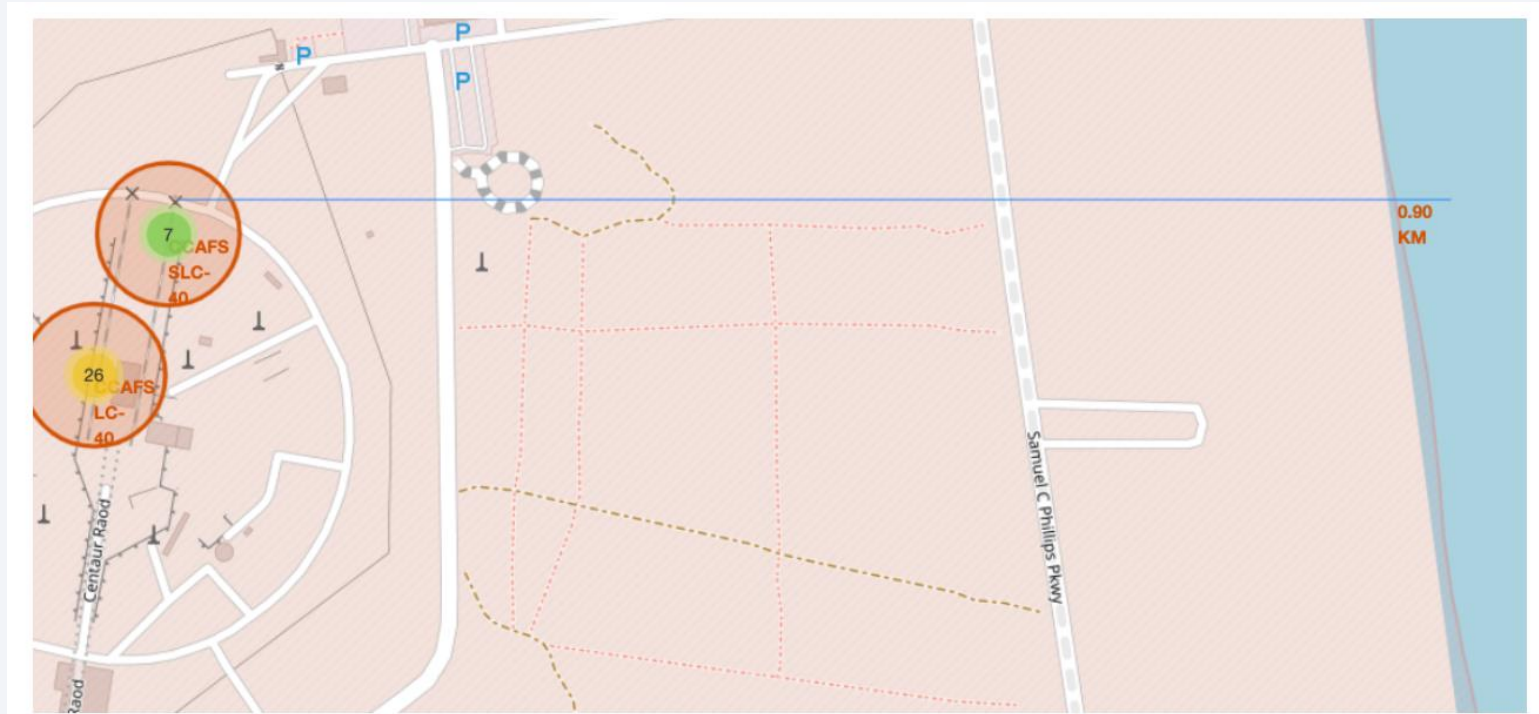 P
P
P
7
CCAFS
SLC-
40
0.90
KM
26
CCAFS
LC-
40
Samuel C Phillips Pkwy
Centaur Raod
Raod